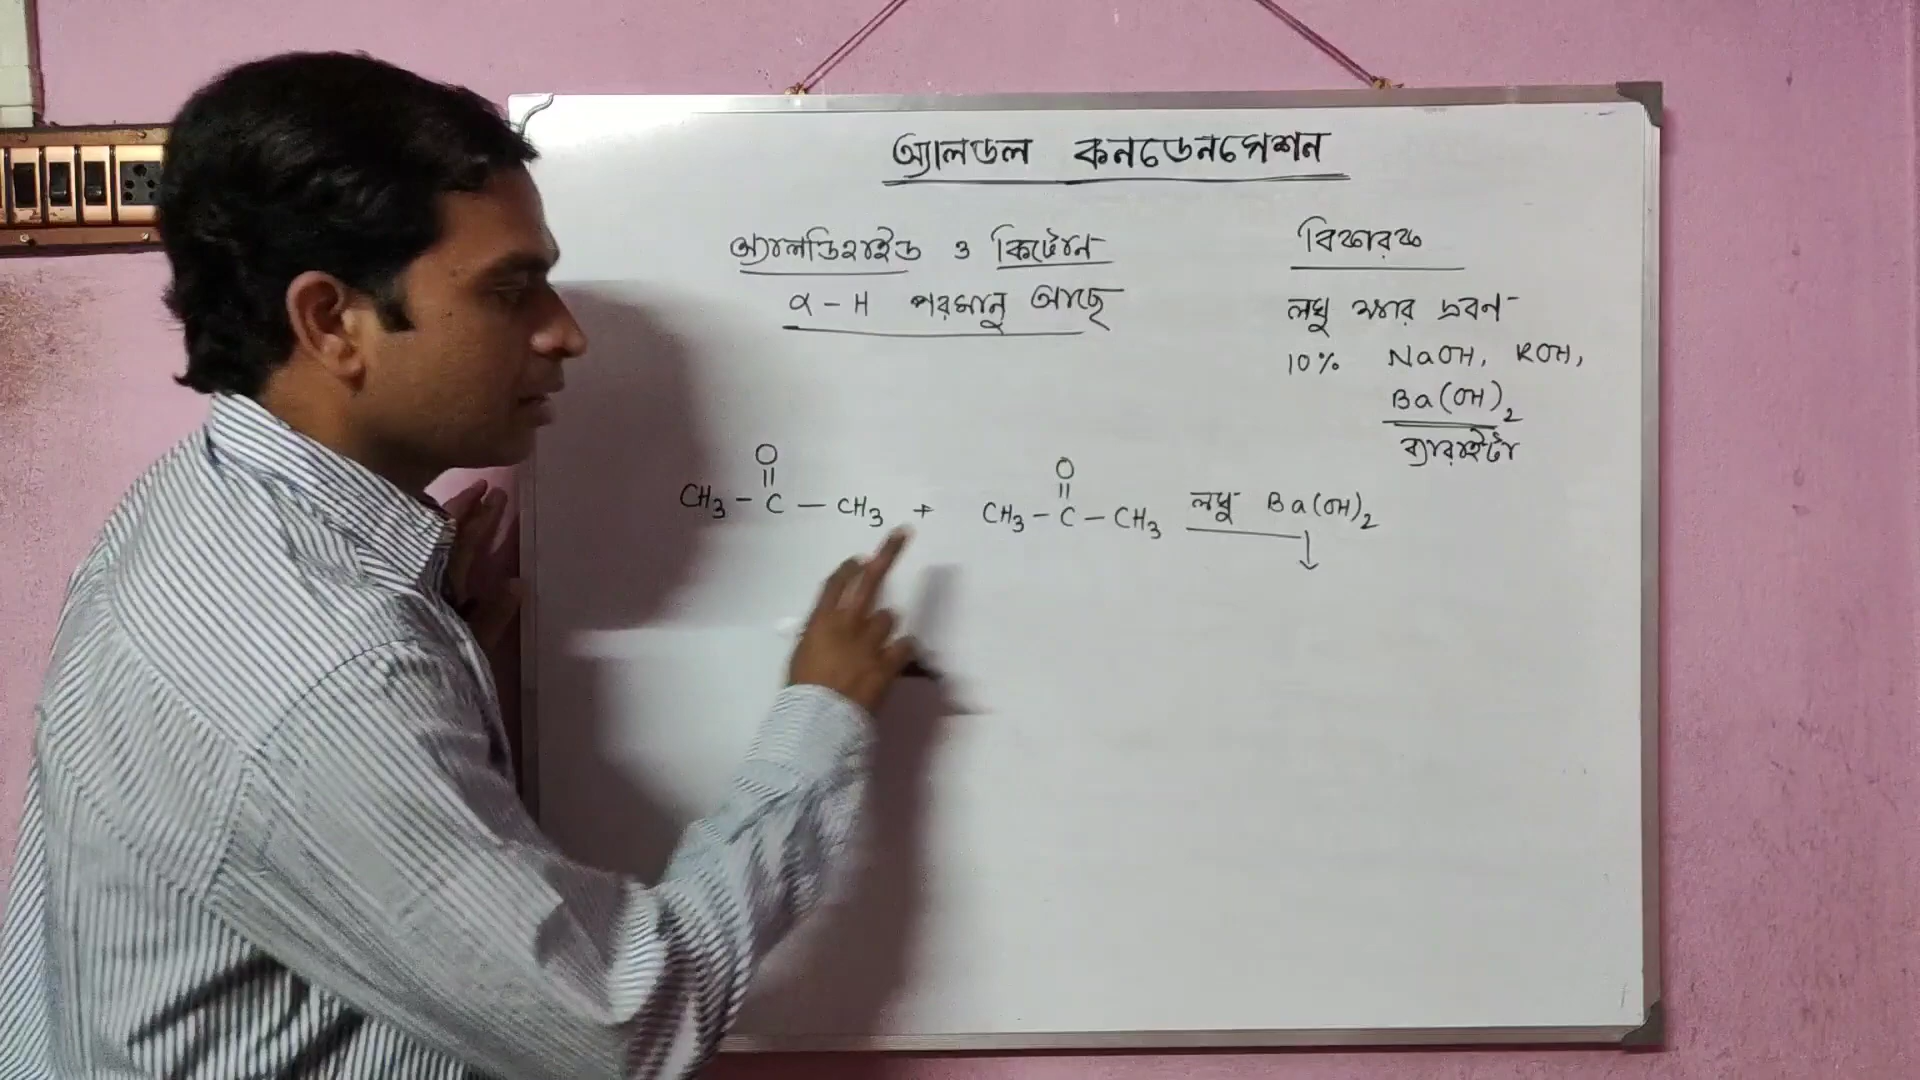 অ্যালডল কনডেনসেশন
অ্যালডিহাইড ও কিটোন
α - H পরমানু আছে
বিকারক
লঘু ক্ষার দ্রবন
10% NaOH, KOH,
Ba(OH)₂
ব্যারাইটা
O O
|| ||
CH₃ - C - CH₃ + CH₃ - C - CH₃ লঘু Ba(OH)₂